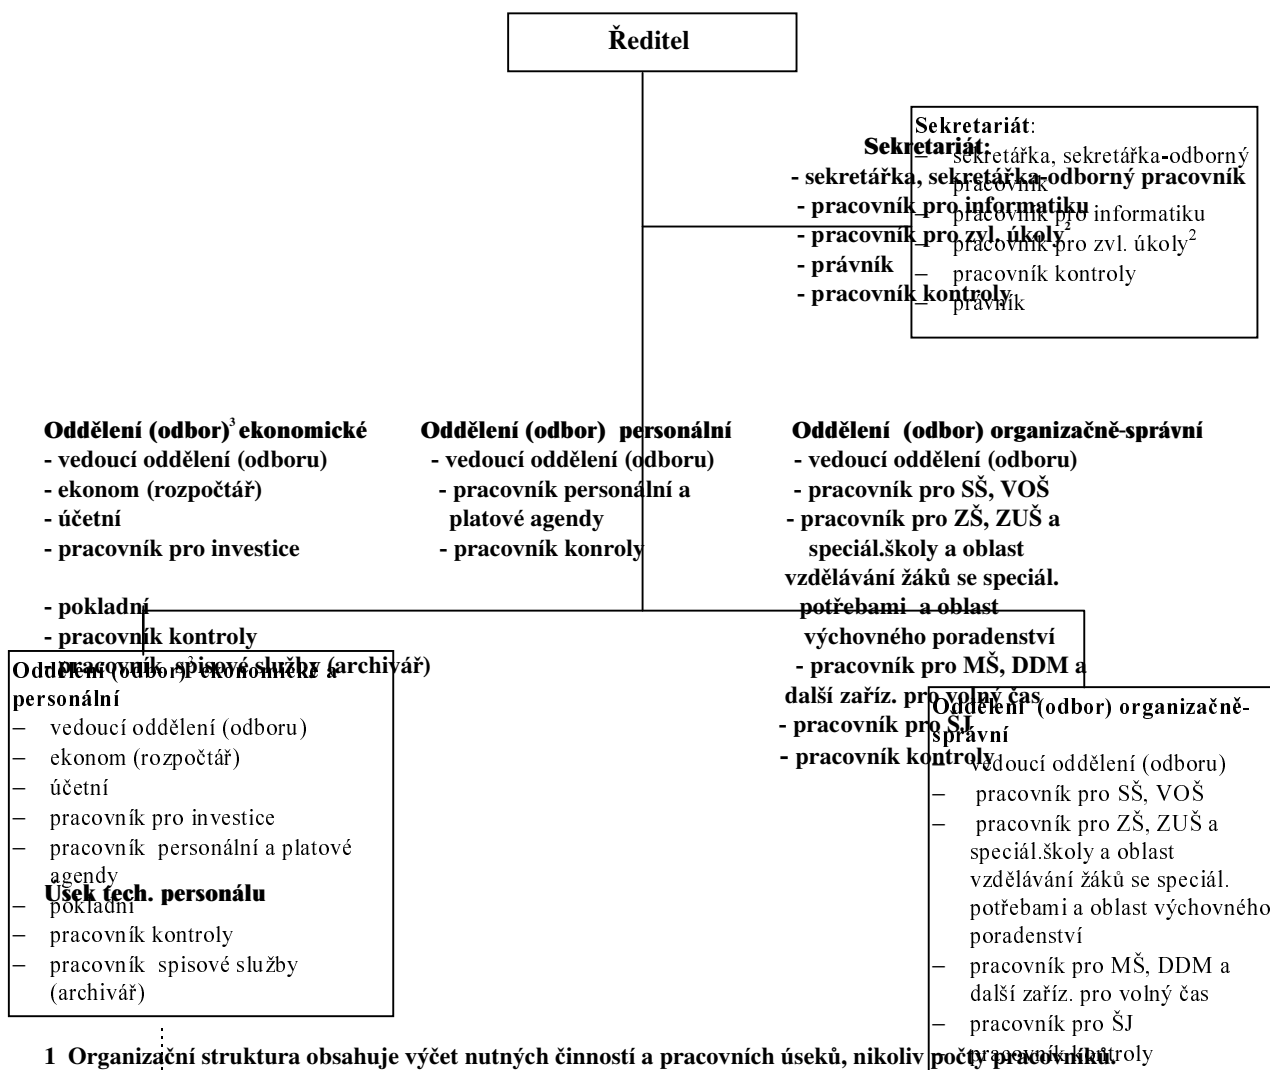 Ředitel
Sekretariát:
– sekretářka, sekretářka-odborný
pracovník
– pracovník pro informatiku
– pracovník pro zvl. úkoly2
– pracovník kontroly
– právník
Sekretariát:
- sekretářka, sekretářka-odborný pracovník
- pracovník pro informatiku
- pracovník pro zvl. úkoly2
- právník
- pracovník kontroly
Oddělení (odbor)3 ekonomické
- vedoucí oddělení (odboru)
- ekonom (rozpočtář)
- účetní
- pracovník pro investice
- pokladní
- pracovník kontroly
- pracovník spisové služby (archivář)
Oddělení (odbor) personální
- vedoucí oddělení (odboru)
- pracovník personální a
platové agendy
- pracovník konroly
Oddělení (odbor) organizačně-správní
- vedoucí oddělení (odboru)
- pracovník pro SŠ, VOŠ
- pracovník pro ZŠ, ZUŠ a
speciál.školy a oblast
vzdělávání žáků se speciál.
potřebami a oblast
výchovného poradenství
- pracovník pro MŠ, DDM a
další zaříz. pro volný čas
- pracovník pro ŠJ
- pracovník kontroly
Oddělení (odbor)3 ekonomické a
personální
– vedoucí oddělení (odboru)
– ekonom (rozpočtář)
– účetní
– pracovník pro investice
– pracovník personální a platové
agendy
– pokladní
– pracovník kontroly
– pracovník spisové služby
(archivář)
Úsek tech. personálu
Oddělení (odbor) organizačně-
správní
– vedoucí oddělení (odboru)
– pracovník pro SŠ, VOŠ
– pracovník pro ZŠ, ZUŠ a
speciál.školy a oblast
vzdělávání žáků se speciál.
potřebami a oblast výchovného
poradenství
– pracovník pro MŠ, DDM a
další zaříz. pro volný čas
– pracovník pro ŠJ
– pracovník kontroly
1 Organizační struktura obsahuje výčet nutných činností a pracovních úseků, nikoliv počty pracovníků.